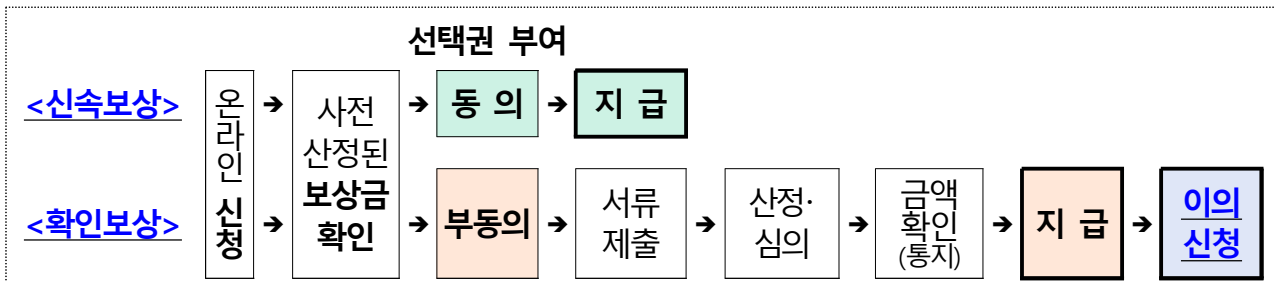 선택권 부여
<신속보상>
온라인 신청
사전
산정된
보상금
확인
동 의
지 급
<확인보상>
부동의
서류
제출
산정·
심의
금액
확인
(통지)
지 급
이의
신청